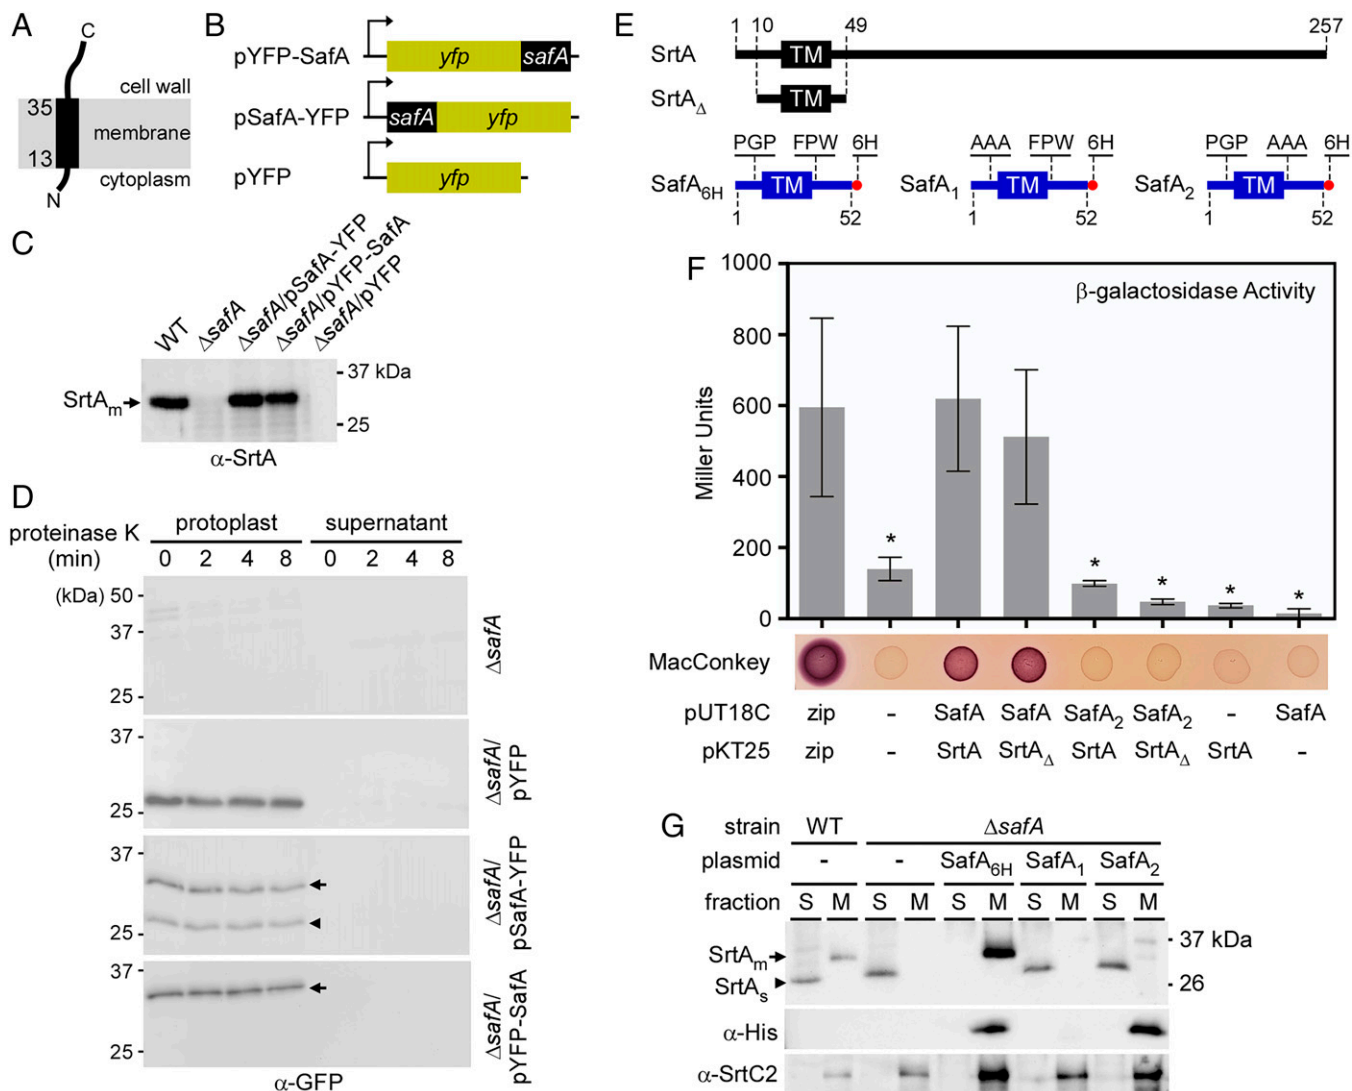 A
C
cell wall
35
membrane
13
cytoplasm
N
B
pYFP-SafA
yfp
safA
pSafA-YFP
safA
yfp
pYFP
yfp
C
WT
ΔsafA
ΔsafA/pSafA-YFP
ΔsafA/pYFP-SafA
ΔsafA/pYFP
37 kDa
SrtAm
25
α-SrtA
D
protoplast supernatant
proteinase K
(min) 0 2 4 8 0 2 4 8
(kDa) 50
37
25
ΔsafA
37
25
ΔsafA/
pYFP
37
25
ΔsafA/
pSafA-YFP
37
25
ΔsafA/
pYFP-SafA
α-GFP
E
1 10 49 257
SrtA TM
SrtAΔ TM
PGP FPW 6H
SafA6H TM
1 52
AAA FPW 6H
SafA1 TM
1 52
PGP AAA 6H
SafA2 TM
1 52
F
β-galactosidase Activity
Miller Units
1000
800
600
400
200
0
* * * * *
MacConkey
pUT18C zip - SafA SafA SafA2 SafA2 - SafA
pKT25 zip - SrtA SrtAΔ SrtA SrtAΔ SrtA -
G
strain WT ΔsafA
plasmid - - SafA6H SafA1 SafA2
fraction S M S M S M S M S M
SrtAm
SrtAs
37 kDa
26
α-His
α-SrtC2